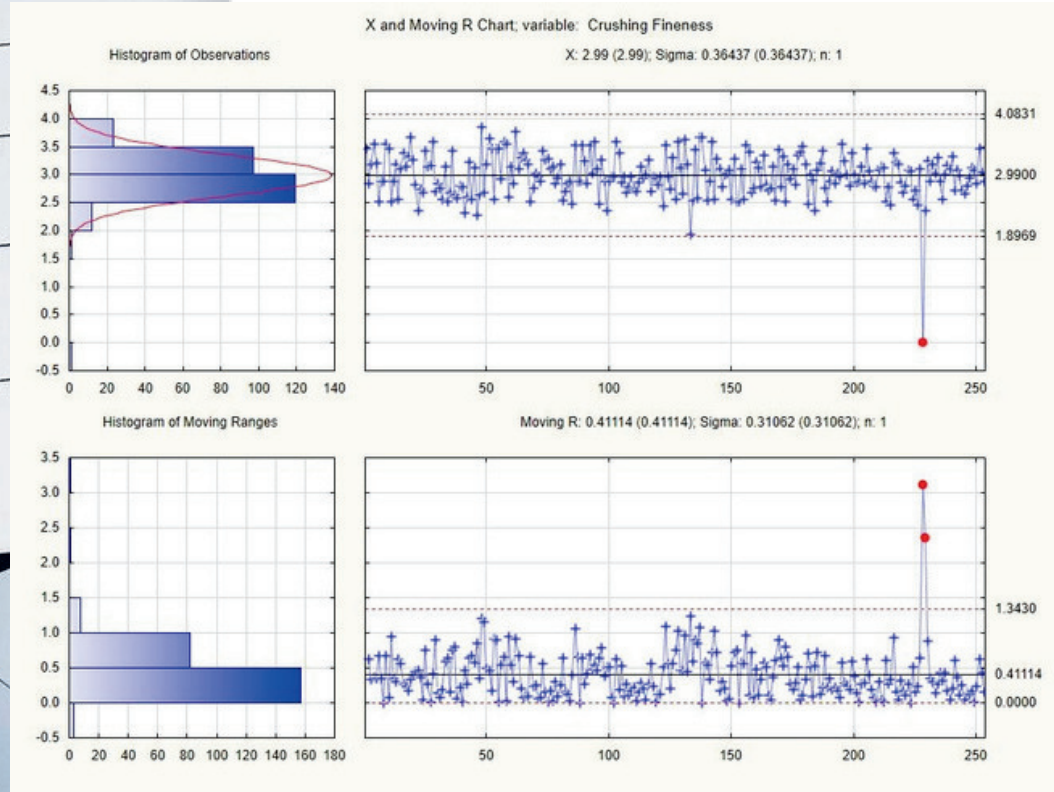 X and Moving R Chart; variable: Crushing Fineness
Histogram of Observations
X: 2.99 (2.99); Sigma: 0.36437 (0.36437); n: 1
4.5
4.0
3.5
3.0
2.5
2.0
1.5
1.0
0.5
0.0
-0.5
0 20 40 60 80 100 120 140
4.0831
2.9900
1.8969
50 100 150 200 250
Histogram of Moving Ranges
Moving R: 0.41114 (0.41114); Sigma: 0.31062 (0.31062); n: 1
3.5
3.0
2.5
2.0
1.5
1.0
0.5
0.0
-0.5
0 20 40 60 80 100 120 140 160 180
1.3430
0.41114
0.0000
50 100 150 200 250